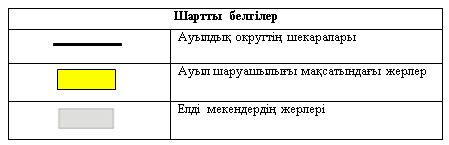 Шартты белгілер
Ауылдық округтің шекаралары
Ауыл шаруашылығы мақсатындағы жерлер
Елді мекендердің жерлері